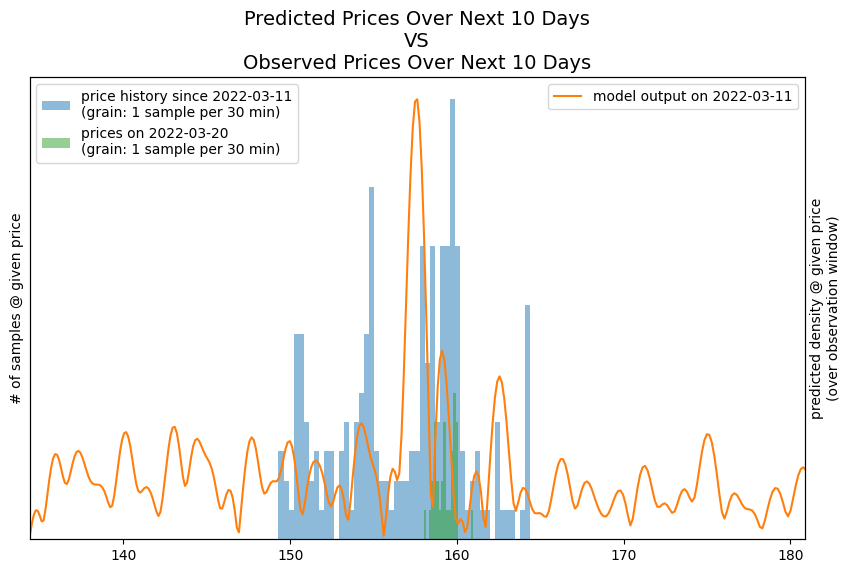 Predicted Prices Over Next 10 Days
VS
Observed Prices Over Next 10 Days
price history since 2022-03-11
(grain: 1 sample per 30 min)
prices on 2022-03-20
(grain: 1 sample per 30 min)
model output on 2022-03-11
# of samples @ given price
predicted density @ given price
(over observation window)
140 150 160 170 180